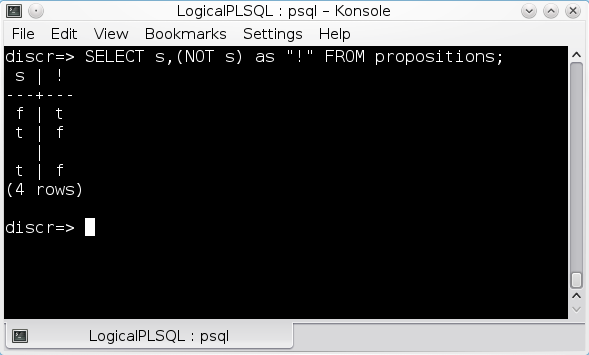 LogicalPLSQL : psql – Konsole
File Edit View Bookmarks Settings Help
discr=> SELECT s,(NOT s) as "!" FROM propositions;
 s | !
---+---
 f | t
 t | f
   |
 t | f
(4 rows)
discr=>
LogicalPLSQL : psql